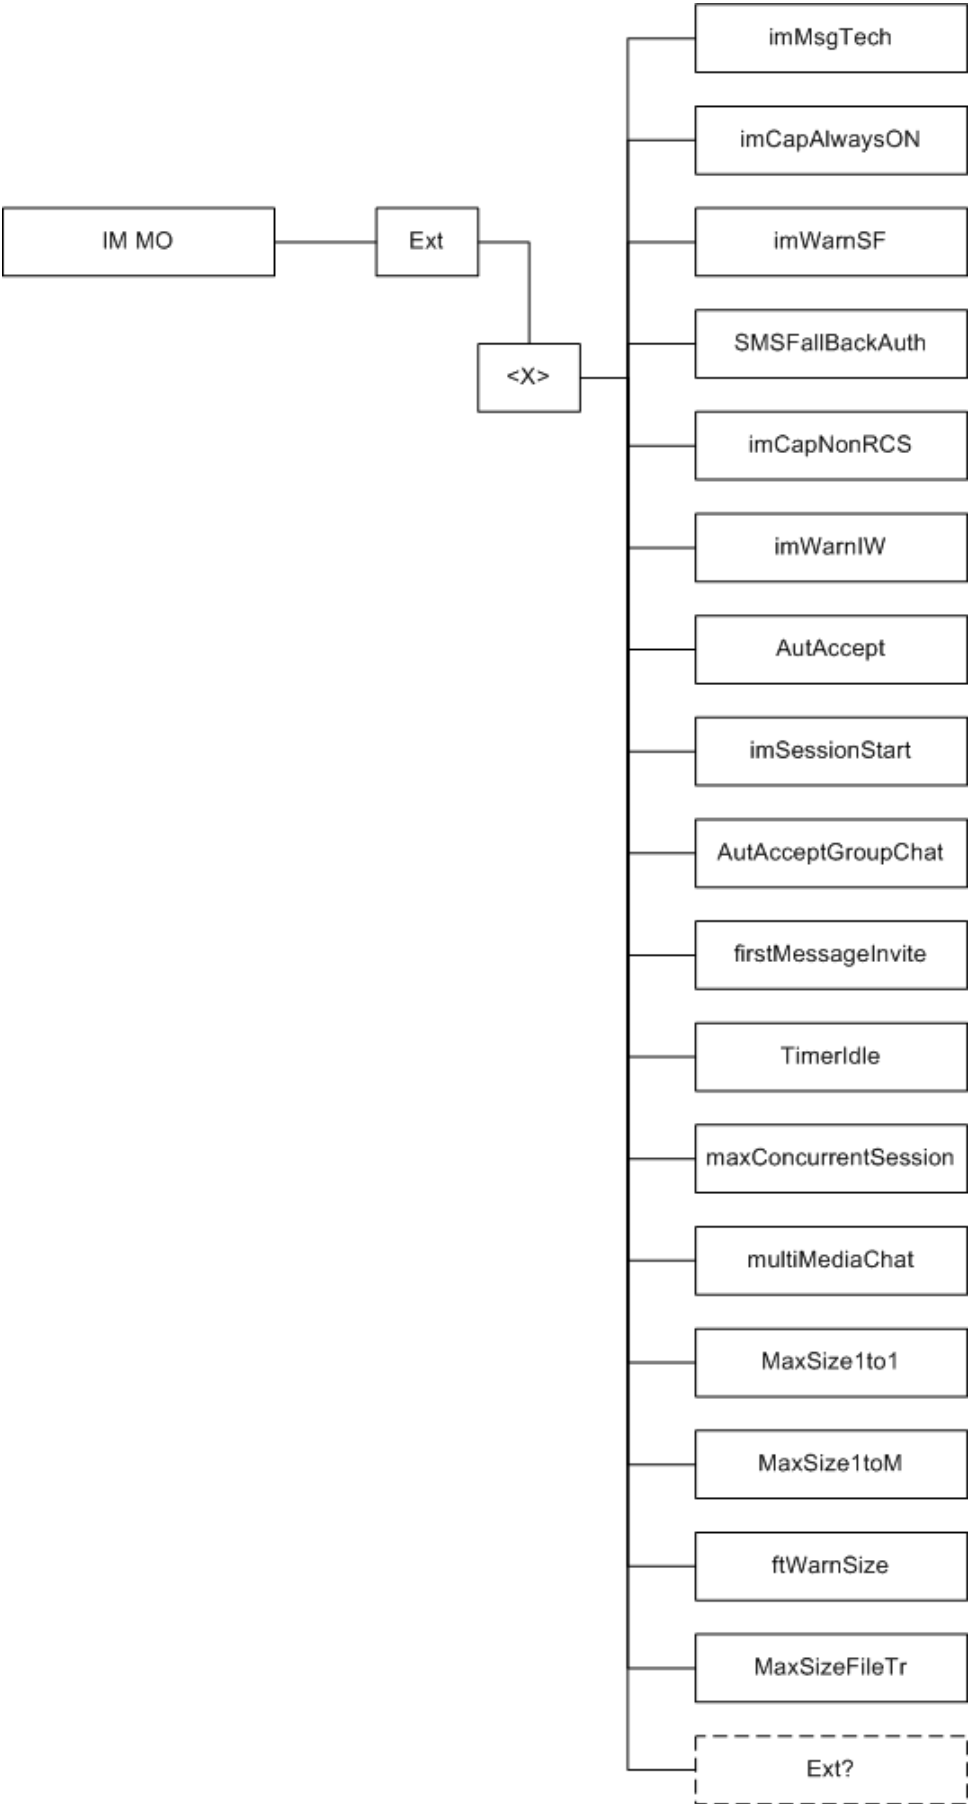 imMsgTech
imCapAlwaysON
IM MO
Ext
imWarnSF
SMSFallBackAuth
<X>
imCapNonRCS
imWarnIW
AutAccept
imSessionStart
AutAcceptGroupChat
firstMessageInvite
TimerIdle
maxConcurrentSession
multiMediaChat
MaxSize1to1
MaxSize1toM
ftWarnSize
MaxSizeFileTr
Ext?